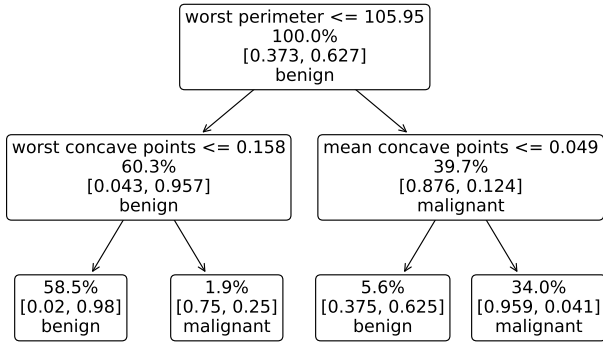 worst perimeter <= 105.95
100.0%
[0.373, 0.627]
benign
worst concave points <= 0.158
60.3%
[0.043, 0.957]
benign
mean concave points <= 0.049
39.7%
[0.876, 0.124]
malignant
58.5%
[0.02, 0.98]
benign
1.9%
[0.75, 0.25]
malignant
5.6%
[0.375, 0.625]
benign
34.0%
[0.959, 0.041]
malignant